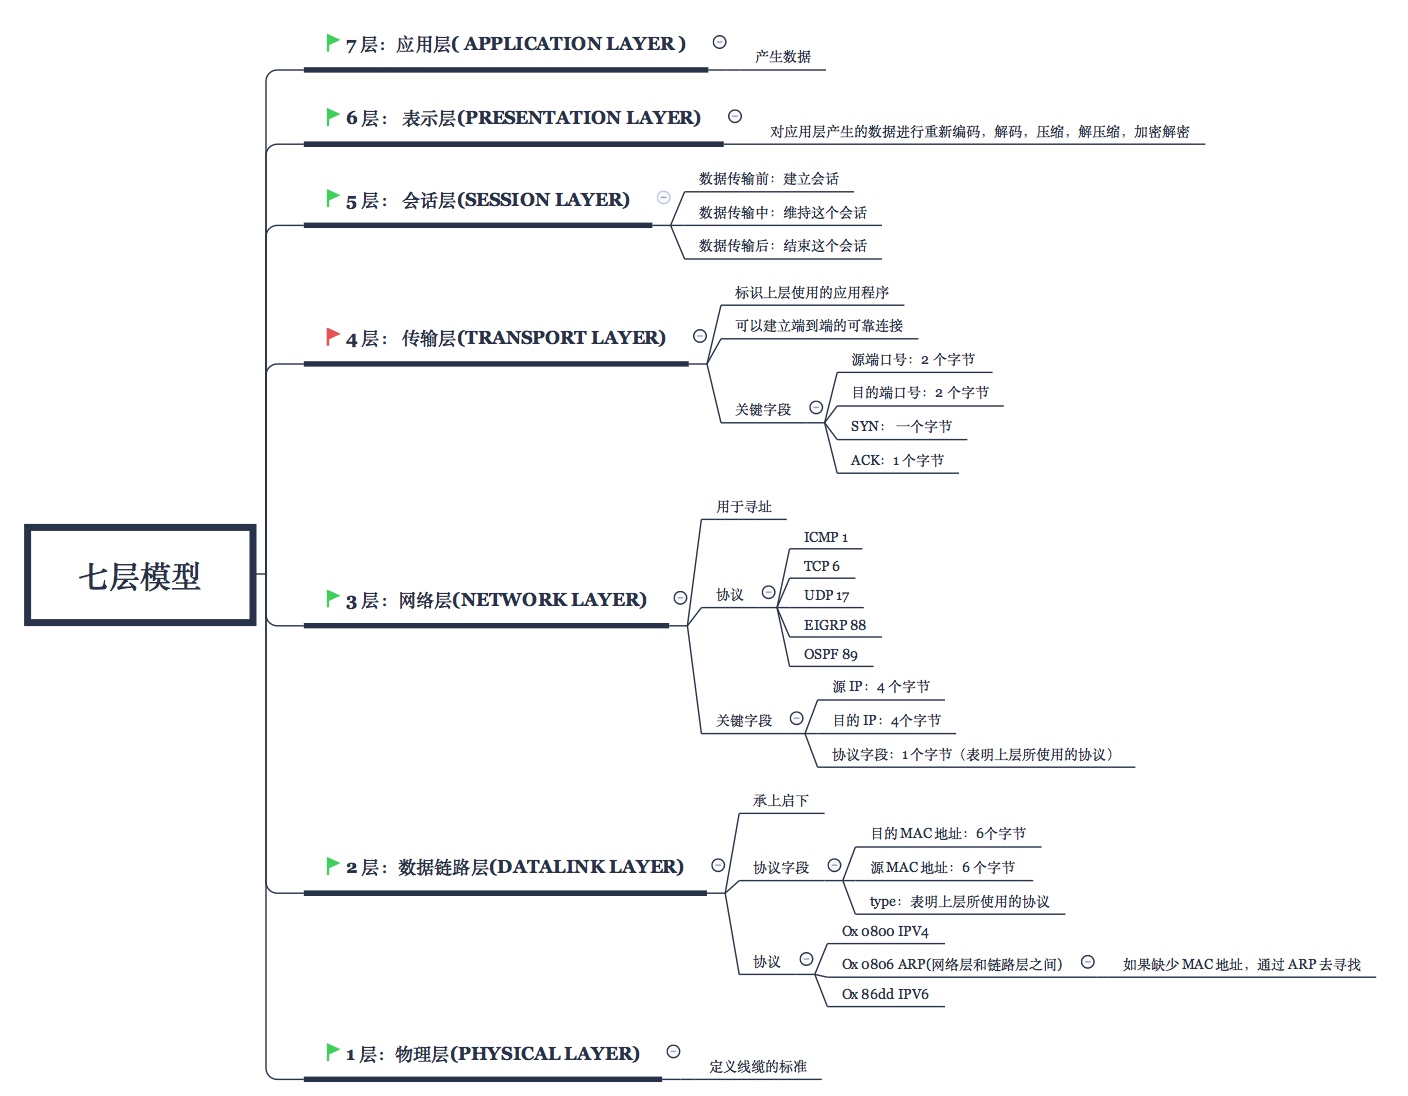 7 层：应用层( APPLICATION LAYER )
产生数据
6 层： 表示层(PRESENTATION LAYER)
对应用层产生的数据进行重新编码，解码，压缩，解压缩，加密解密
5 层： 会话层(SESSION LAYER)
数据传输前：建立会话
数据传输中：维持这个会话
数据传输后：结束这个会话
4 层： 传输层(TRANSPORT LAYER)
标识上层使用的应用程序
可以建立端到端的可靠连接
关键字段
源端口号：2 个字节
目的端口号：2 个字节
SYN： 一个字节
ACK：1 个字节
七层模型
3 层：网络层(NETWORK LAYER)
用于寻址
协议
ICMP 1
TCP 6
UDP 17
EIGRP 88
OSPF 89
关键字段
源 IP：4 个字节
目的 IP：4个字节
协议字段：1个字节（表明上层所使用的协议）
2 层：数据链路层(DATALINK LAYER)
承上启下
协议字段
目的 MAC 地址：6个字节
源 MAC 地址：6 个字节
type：表明上层所使用的协议
协议
Ox 0800 IPV4
Ox 0806 ARP(网络层和链路层之间)
如果缺少 MAC 地址，通过 ARP 去寻找
Ox 86dd IPV6
1 层：物理层(PHYSICAL LAYER)
定义线缆的标准